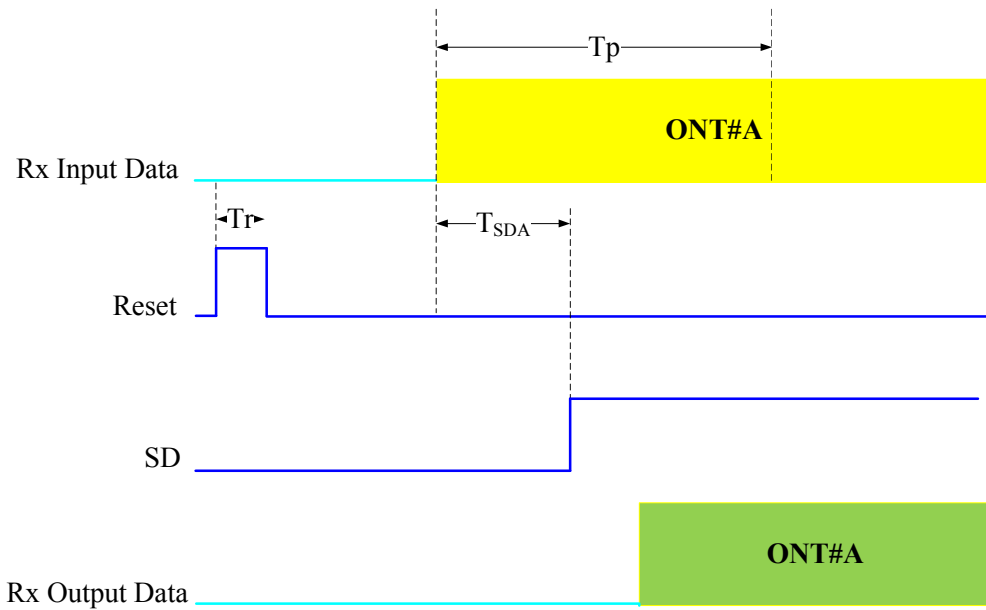 Tp
ONT#A
Rx Input Data
Tr
T_SDA
Reset
SD
ONT#A
Rx Output Data